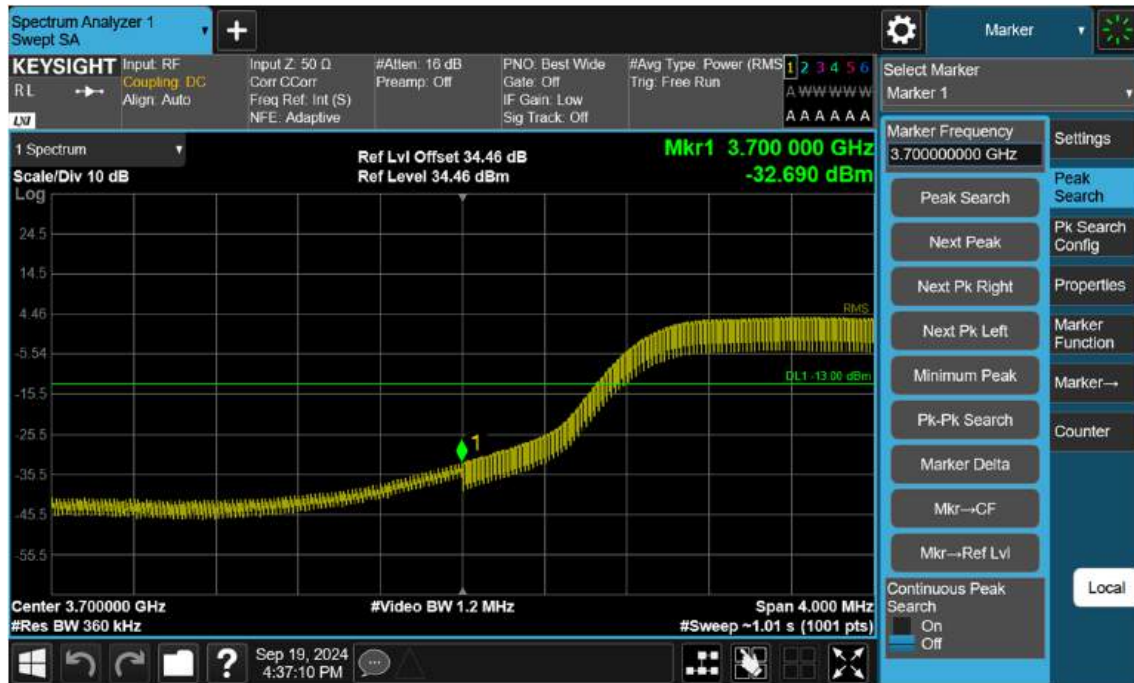 Spectrum Analyzer 1
Swept SA
+
Marker
KEYSIGHT
RL
LXI
Input: RF
Coupling: DC
Align: Auto
Input Z: 50 Ω
Corr CCorr
Freq Ref: Int (S)
NFE: Adaptive
#Atten: 16 dB
Preamp: Off
PNO: Best Wide
Gate: Off
IF Gain: Low
Sig Track: Off
#Avg Type: Power (RMS
Trig: Free Run
1 2 3 4 5 6
A W W W W W
A A A A A A
Select Marker
Marker 1
1 Spectrum
Scale/Div 10 dB
Log
Ref Lvl Offset 34.46 dB
Ref Level 34.46 dBm
Mkr1 3.700 000 GHz
-32.690 dBm
24.5
14.5
4.46
-5.54
-15.5
-25.5
-35.5
-45.5
-55.5
RMS
DL1 -13.00 dBm
1
Center 3.700000 GHz
#Res BW 360 kHz
#Video BW 1.2 MHz
Span 4.000 MHz
#Sweep ~1.01 s (1001 pts)
Marker Frequency
3.700000000 GHz
Peak Search
Next Peak
Next Pk Right
Next Pk Left
Minimum Peak
Pk-Pk Search
Marker Delta
Mkr→CF
Mkr→Ref Lvl
Continuous Peak
Search
On
Off
Settings
Peak
Search
Pk Search
Config
Properties
Marker
Function
Marker→
Counter
Local
?
Sep 19, 2024
4:37:10 PM